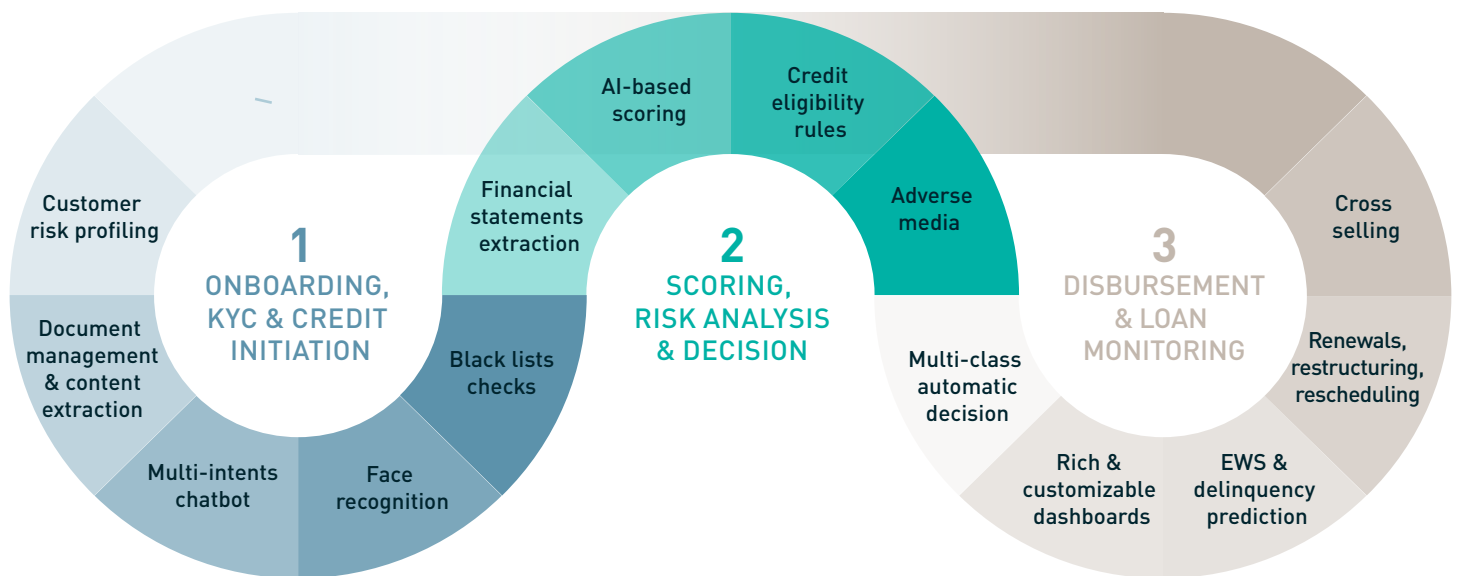 Customer
risk profiling
Document
management
& content
extraction
Multi-intents
chatbot
Face
recognition
Black lists
checks
1
ONBOARDING,
KYC & CREDIT
INITIATION
Financial
statements
extraction
AI-based
scoring
Credit
eligibility
rules
Adverse
media
2
SCORING,
RISK ANALYSIS
& DECISION
Multi-class
automatic
decision
Rich &
customizable
dashboards
EWS &
delinquency
prediction
Renewals,
restructuring,
rescheduling
Cross
selling
3
DISBURSEMENT
& LOAN
MONITORING